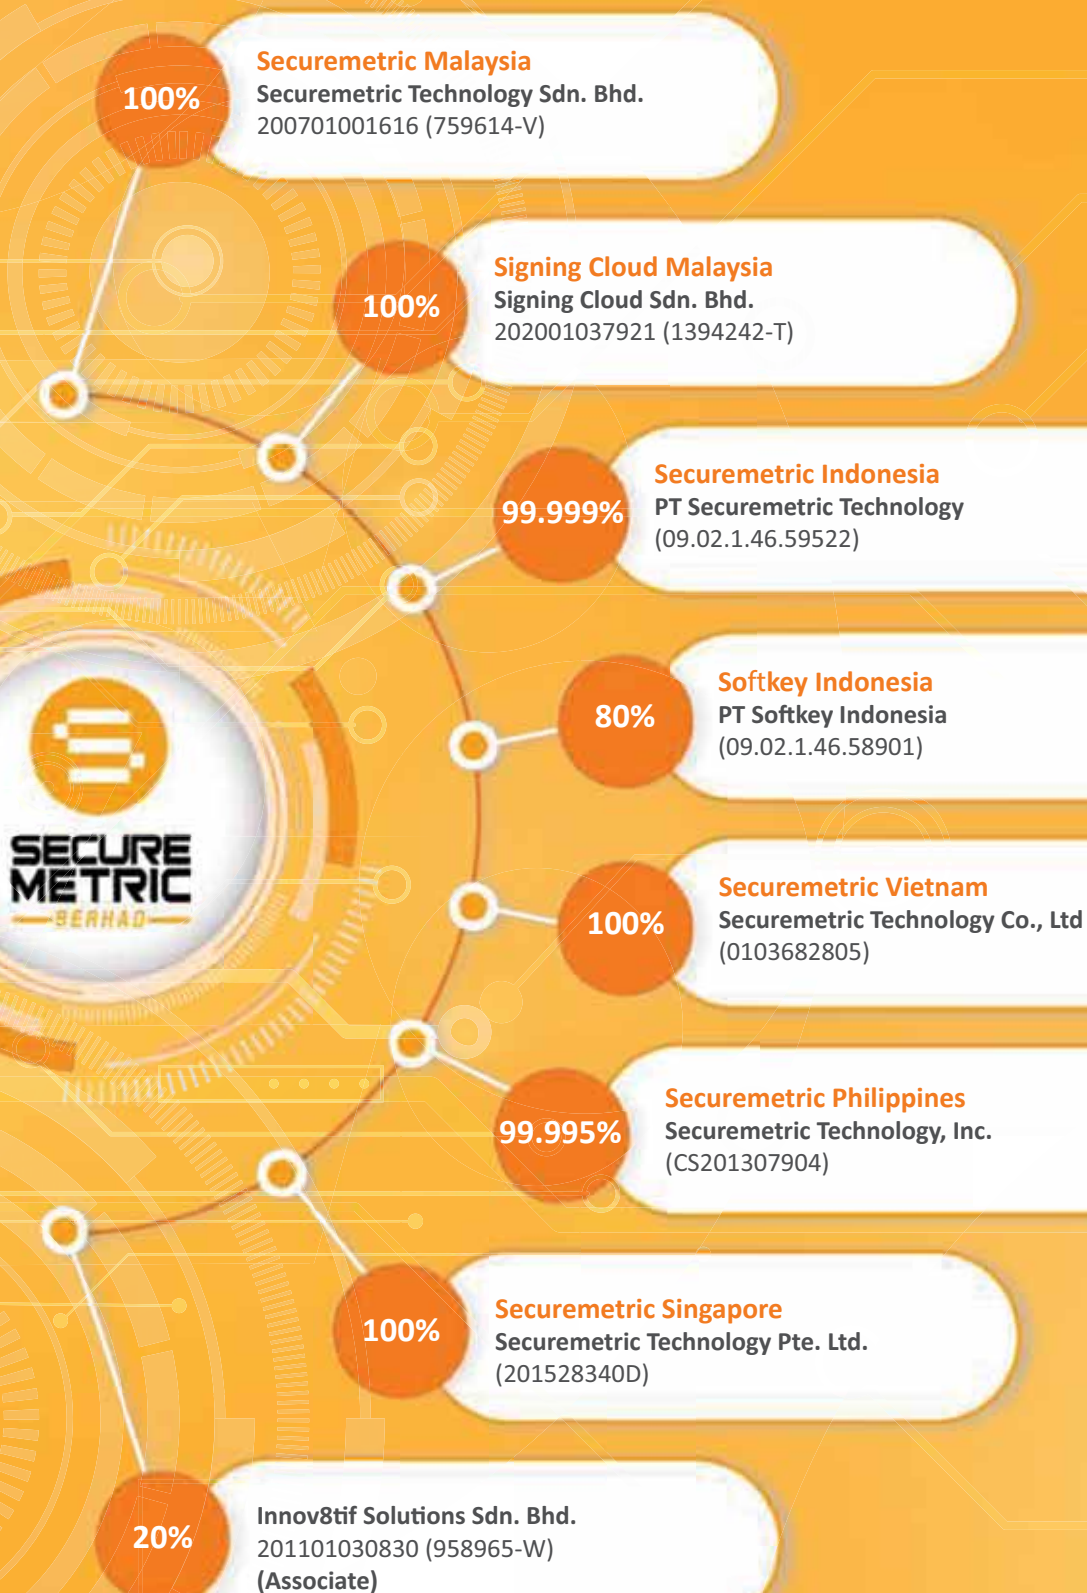 100%
Securemetric Malaysia
Securemetric Technology Sdn. Bhd.
200701001616 (759614-V)
100%
Signing Cloud Malaysia
Signing Cloud Sdn. Bhd.
202001037921 (1394242-T)
99.999%
Securemetric Indonesia
PT Securemetric Technology
(09.02.1.46.59522)
80%
Softkey Indonesia
PT Softkey Indonesia
(09.02.1.46.58901)
SECURE
METRIC
BERHAD
100%
Securemetric Vietnam
Securemetric Technology Co., Ltd
(0103682805)
99.995%
Securemetric Philippines
Securemetric Technology, Inc.
(CS201307904)
100%
Securemetric Singapore
Securemetric Technology Pte. Ltd.
(201528340D)
20%
Innov8tif Solutions Sdn. Bhd.
201101030830 (958965-W)
(Associate)